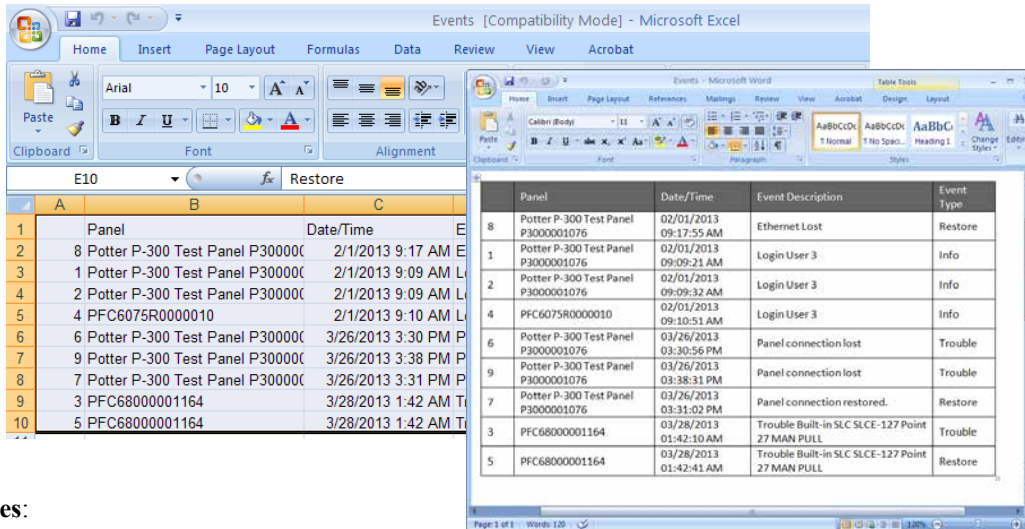 Events [Compatibility Mode] - Microsoft Excel
Home Insert Page Layout Formulas Data Review View Acrobat
Paste
Arial 10 A A
B I U A
Clipboard Font Alignment
E10 fx Restore
A B C
1 Panel Date/Time E
2 8 Potter P-300 Test Panel P300000 2/1/2013 9:17 AM E
3 1 Potter P-300 Test Panel P300000 2/1/2013 9:09 AM L
4 2 Potter P-300 Test Panel P300000 2/1/2013 9:09 AM L
5 4 PFC6075R0000010 2/1/2013 9:10 AM L
6 6 Potter P-300 Test Panel P300000 3/26/2013 3:30 PM P
7 9 Potter P-300 Test Panel P300000 3/26/2013 3:38 PM P
8 7 Potter P-300 Test Panel P300000 3/26/2013 3:31 PM P
9 3 PFC68000001164 3/28/2013 1:42 AM T
10 5 PFC68000001164 3/28/2013 1:42 AM T
Events - Microsoft Word Table Tools
Home Insert Page Layout References Mailings Review View Acrobat Design Layout
Paste
Calibri (Body) 11
AaBbCcDc AaBbCcDc AaBbC
Normal No Spaci... Heading 1 Change Styles
Clipboard Font Paragraph Styles
Panel Date/Time Event Description Event
Type
8 Potter P-300 Test Panel 02/01/2013 Ethernet Lost Restore
P3000001076 09:17:55 AM
1 Potter P-300 Test Panel 02/01/2013 Login User 3 Info
P3000001076 09:09:21 AM
2 Potter P-300 Test Panel 02/01/2013 Login User 3 Info
P3000001076 09:09:32 AM
4 PFC6075R0000010 02/01/2013 Login User 3 Info
09:10:51 AM
6 Potter P-300 Test Panel 03/26/2013 Panel connection lost Trouble
P3000001076 03:30:56 PM
9 Potter P-300 Test Panel 03/26/2013 Panel connection lost Trouble
P3000001076 03:38:31 PM
7 Potter P-300 Test Panel 03/26/2013 Panel connection restored. Restore
P3000001076 03:31:02 PM
3 PFC68000001164 03/28/2013 Trouble Built-in SLC SLCE-127 Point Trouble
01:42:10 AM 27 MAN PULL
5 PFC68000001164 03/28/2013 Trouble Built-in SLC SLCE-127 Point Restore
01:42:41 AM 27 MAN PULL
Page: 1 of 1 Words: 120 120%
es: